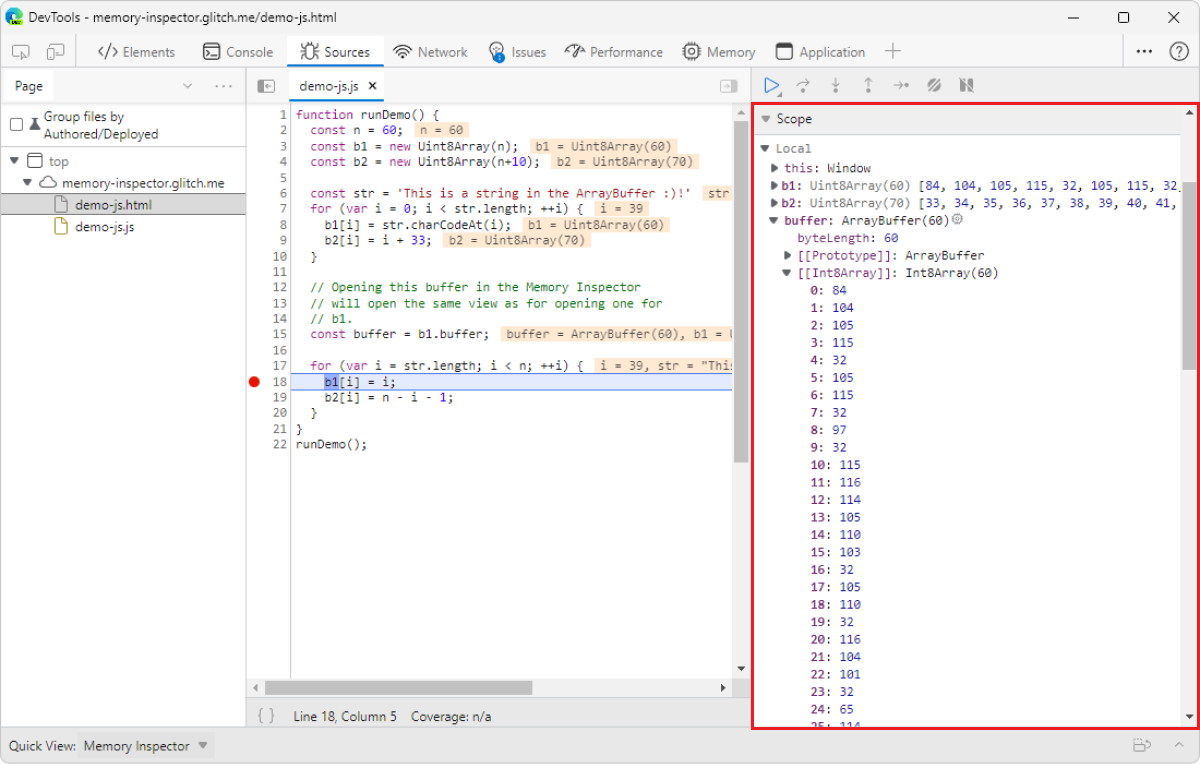 DevTools - memory-inspector.glitch.me/demo-js.html
</> Elements Console Sources Network Issues Performance Memory Application
Page
Group files by
Authored/Deployed
top
memory-inspector.glitch.me
demo-js.html
demo-js.js
demo-js.js
1 function runDemo() {
2 const n = 60; n = 60
3 const b1 = new Uint8Array(n); b1 = Uint8Array(60)
4 const b2 = new Uint8Array(n+10); b2 = Uint8Array(70)
5
6 const str = 'This is a string in the ArrayBuffer :)!' str
7 for (var i = 0; i < str.length; ++i) { i = 39
8 b1[i] = str.charCodeAt(i); b1 = Uint8Array(60)
9 b2[i] = i + 33; b2 = Uint8Array(70)
10 }
11
12 // Opening this buffer in the Memory Inspector
13 // will open the same view as for opening one for
14 // b1.
15 const buffer = b1.buffer; buffer = ArrayBuffer(60), b1 =
16
17 for (var i = str.length; i < n; ++i) { i = 39, str = "This
18 b1[i] = i;
19 b2[i] = n - i - 1;
20 }
21 }
22 runDemo();
{ } Line 18, Column 5 Coverage: n/a
Scope
Local
this: Window
b1: Uint8Array(60) [84, 104, 105, 115, 32, 105, 115, 32,
b2: Uint8Array(70) [33, 34, 35, 36, 37, 38, 39, 40, 41,
buffer: ArrayBuffer(60)
byteLength: 60
[[Prototype]]: ArrayBuffer
[[Int8Array]]: Int8Array(60)
0: 84
1: 104
2: 105
3: 115
4: 32
5: 105
6: 115
7: 32
8: 97
9: 32
10: 115
11: 116
12: 114
13: 105
14: 110
15: 103
16: 32
17: 105
18: 110
19: 32
20: 116
21: 104
22: 101
23: 32
24: 65
25: 114
Quick View: Memory Inspector